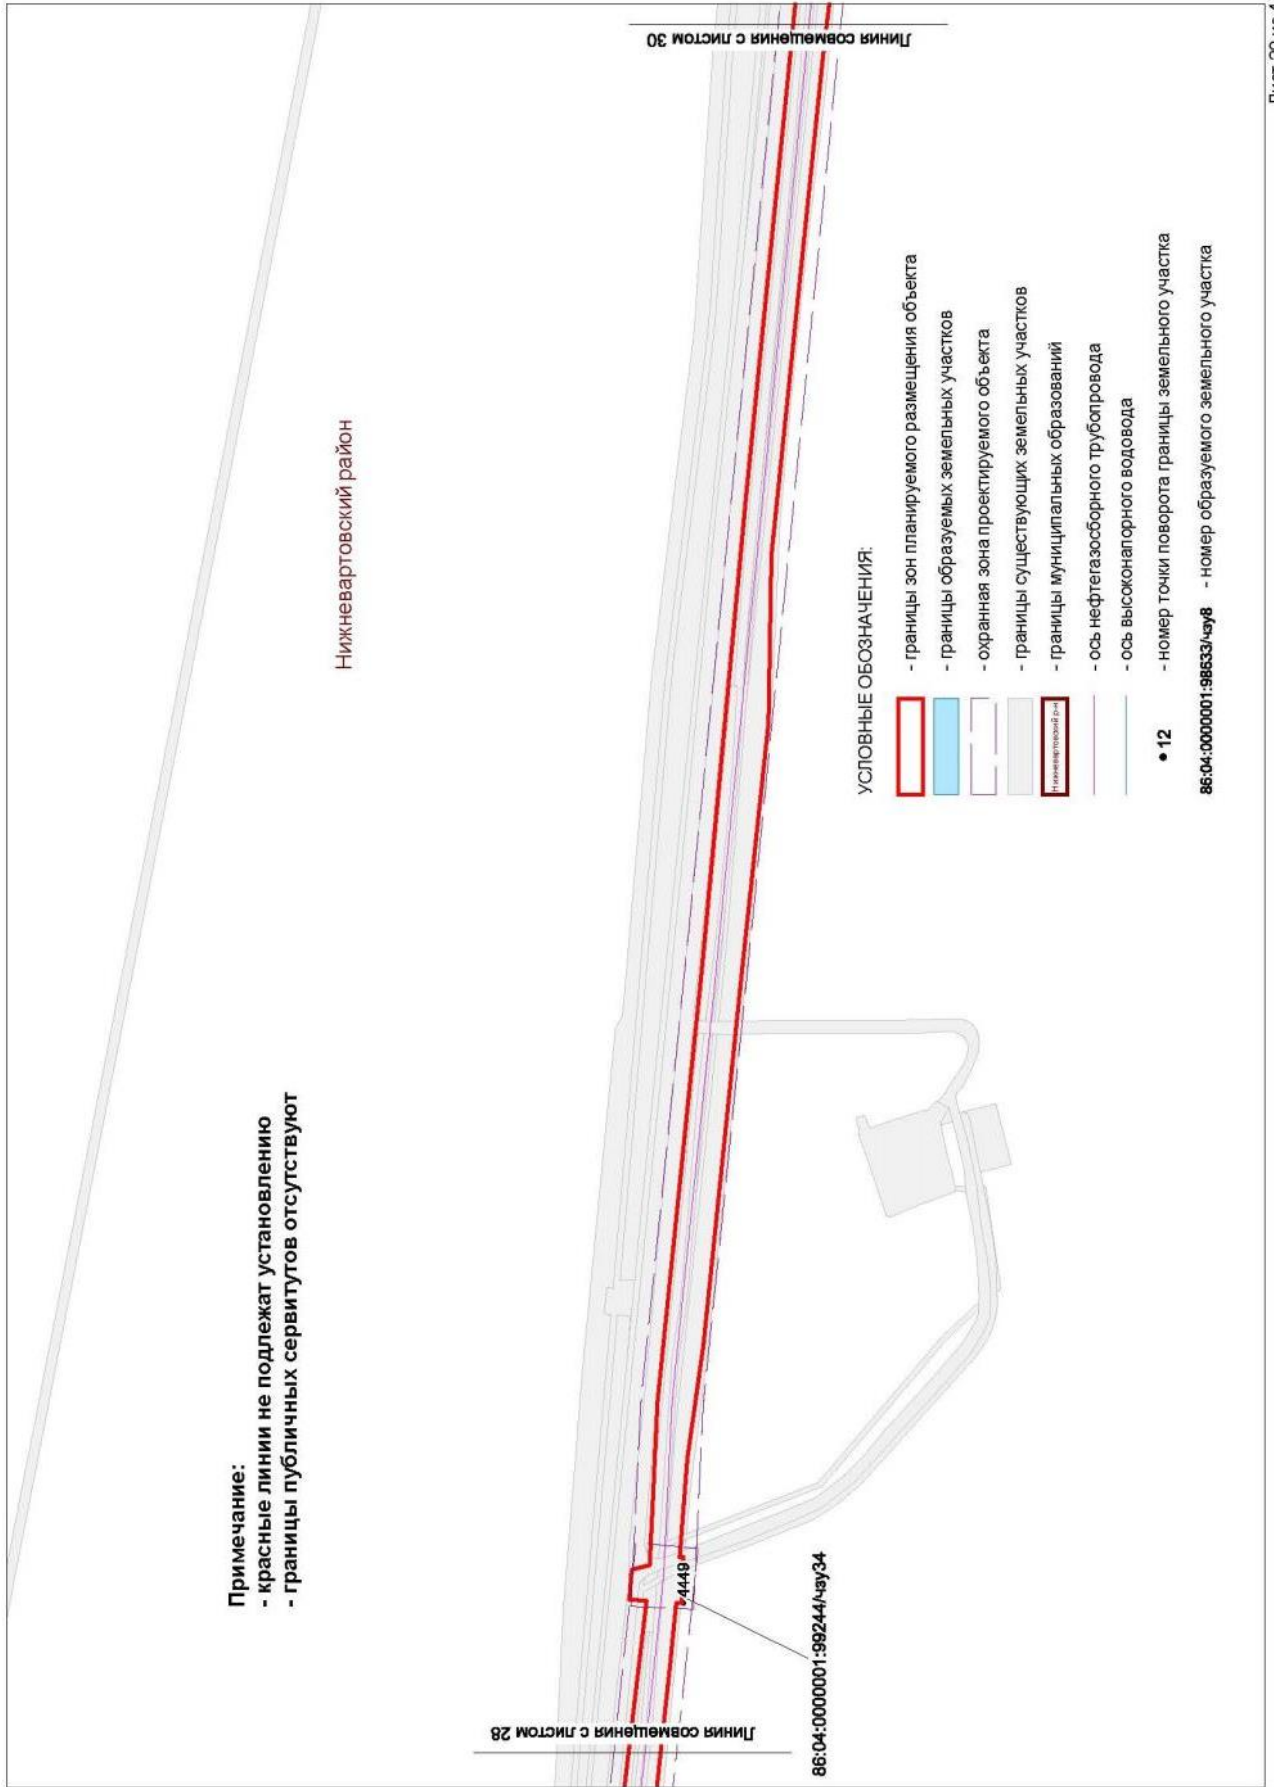 Примечание:
- красные линии не подлежат установлению
- границы публичных сервитутов отсутствуют
Нижневартовский район
Линия совмещения с листом 28
Линия совмещения с листом 30
4449
86:04:0000001:99244/чзу34
УСЛОВНЫЕ ОБОЗНАЧЕНИЯ:
- границы зон планируемого размещения объекта
- границы образуемых земельных участков
- охранная зона проектируемого объекта
- границы существующих земельных участков
Нижневартовский р-н - границы муниципальных образований
- ось нефтегазосборного трубопровода
- ось высоконапорного водовода
•12 - номер точки поворота границы земельного участка
86:04:0000001:98633/чзу8 - номер образуемого земельного участка